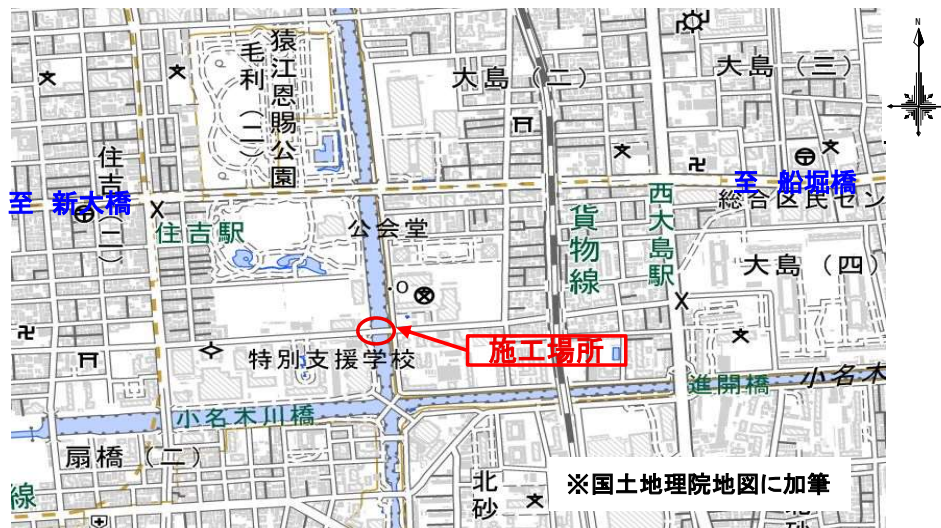 N
猿江恩賜公園
毛利(二)
大島(二)
大島(三)
住吉(二)
至 新大橋
至 船堀橋
住吉駅
公会堂
貨物線
西大島駅
総合区民セン
大島(四)
施工場所
特別支援学校
小名木川橋
進開橋
小名木
扇橋(二)
線
北砂
※国土地理院地図に加筆